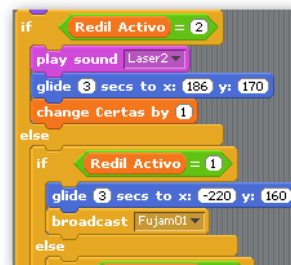 if Redil Activo = 2
play sound Laser2
glide 3 secs to x: 186 y: 170
change Certas by 1
else
if Redil Activo = 1
glide 3 secs to x: -220 y: 160
broadcast Fujam01
else